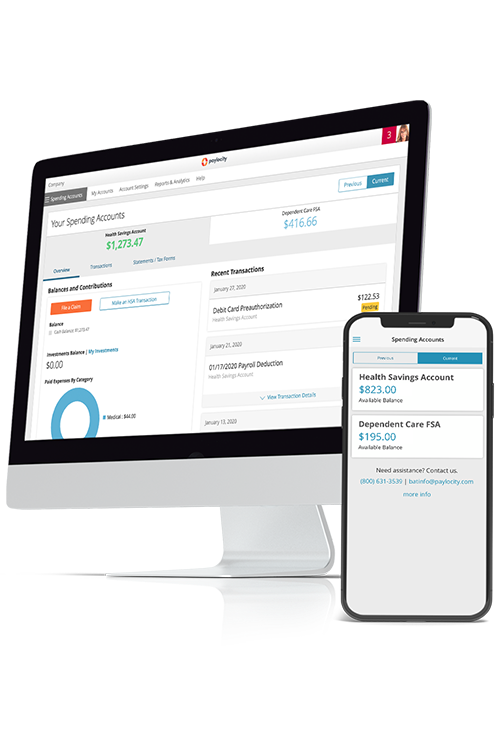 paylocity
3
Company
Spending Accounts My Accounts Account Settings Reports & Analytics Help
Your Spending Accounts
Previous Current
Health Savings Account
$1,273.47
Dependent Care FSA
$416.66
Overview Transactions Statements / Tax Forms
Balances and Contributions
File a Claim Make an HSA Transaction
Balance
Cash Balance $1,273.47
Investments Balance | My Investments
$0.00
Paid Expenses By Category
Medical : $44.00
Recent Transactions
January 27, 2020
Debit Card Preauthorization
Health Savings Account
$122.53
Pending
January 21, 2020
01/17/2020 Payroll Deduction
Health Savings Account
View Transaction Details
January 13, 2020
Spending Accounts
Previous Current
Health Savings Account
$823.00
Available Balance
Dependent Care FSA
$195.00
Available Balance
Need assistance? Contact us.
(800) 631-3539 | batinfo@paylocity.com
more info